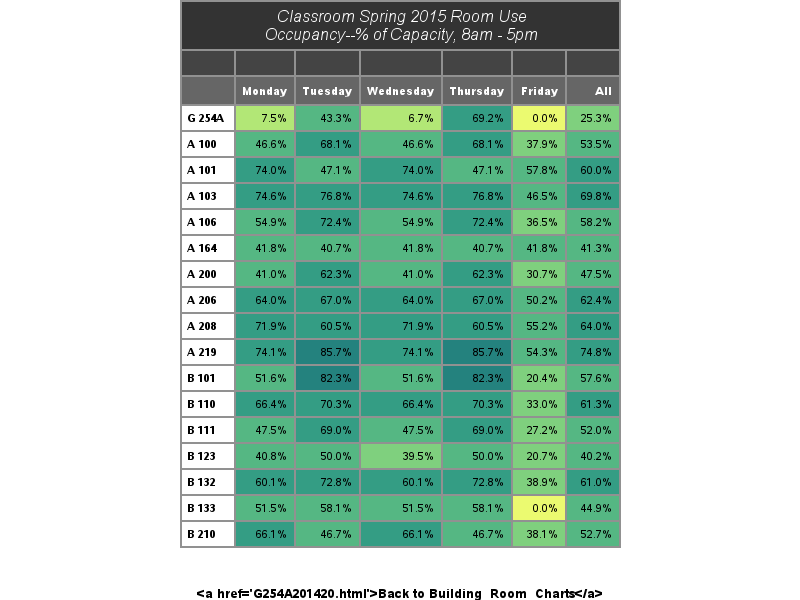 Classroom Spring 2015 Room Use
Occupancy--% of Capacity, 8am - 5pm
Monday Tuesday Wednesday Thursday Friday All
G 254A 7.5% 43.3% 6.7% 69.2% 0.0% 25.3%
A 100 46.6% 68.1% 46.6% 68.1% 37.9% 53.5%
A 101 74.0% 47.1% 74.0% 47.1% 57.8% 60.0%
A 103 74.6% 76.8% 74.6% 76.8% 46.5% 69.8%
A 106 54.9% 72.4% 54.9% 72.4% 36.5% 58.2%
A 164 41.8% 40.7% 41.8% 40.7% 41.8% 41.3%
A 200 41.0% 62.3% 41.0% 62.3% 30.7% 47.5%
A 206 64.0% 67.0% 64.0% 67.0% 50.2% 62.4%
A 208 71.9% 60.5% 71.9% 60.5% 55.2% 64.0%
A 219 74.1% 85.7% 74.1% 85.7% 54.3% 74.8%
B 101 51.6% 82.3% 51.6% 82.3% 20.4% 57.6%
B 110 66.4% 70.3% 66.4% 70.3% 33.0% 61.3%
B 111 47.5% 69.0% 47.5% 69.0% 27.2% 52.0%
B 123 40.8% 50.0% 39.5% 50.0% 20.7% 40.2%
B 132 60.1% 72.8% 60.1% 72.8% 38.9% 61.0%
B 133 51.5% 58.1% 51.5% 58.1% 0.0% 44.9%
B 210 66.1% 46.7% 66.1% 46.7% 38.1% 52.7%
<a href='G254A201420.html'>Back to Building_Room_Charts</a>